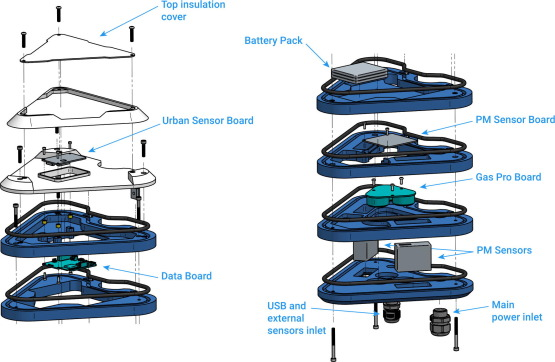 Top insulation
cover
Urban Sensor Board
Data Board
Battery Pack
PM Sensor Board
Gas Pro Board
PM Sensors
USB and
external
sensors inlet
Main
power inlet